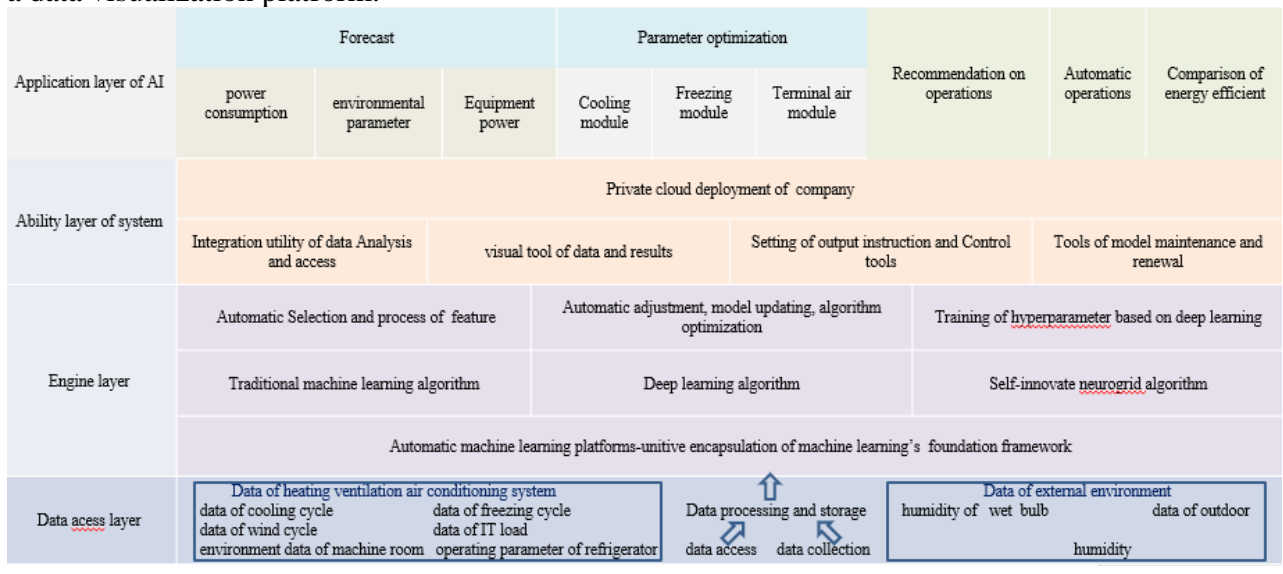 a data visualization platform.
Forecast
Parameter optimization
Application layer of AI
power
consumption
environmental
parameter
Equipment
power
Cooling
module
Freezing
module
Terminal air
module
Recommendation on
operations
Automatic
operations
Comparison of
energy efficient
Ability layer of system
Private cloud deployment of company
Integration utility of data Analysis
and access
visual tool of data and results
Setting of output instruction and Control
tools
Tools of model maintenance and
renewal
Engine layer
Automatic Selection and process of feature
Automatic adjustment, model updating, algorithm
optimization
Training of hyperparameter based on deep learning
Traditional machine learning algorithm
Deep learning algorithm
Self-innovate neurogrid algorithm
Automatic machine learning platforms-unitive encapsulation of machine learning's foundation framework
Data acess layer
Data of heating ventilation air conditioning system
data of cooling cycle
data of freezing cycle
data of wind cycle
data of IT load
environment data of machine room
operating parameter of refrigerator
Data processing and storage
data access
data collection
Data of external environment
humidity of wet bulb
data of outdoor
humidity